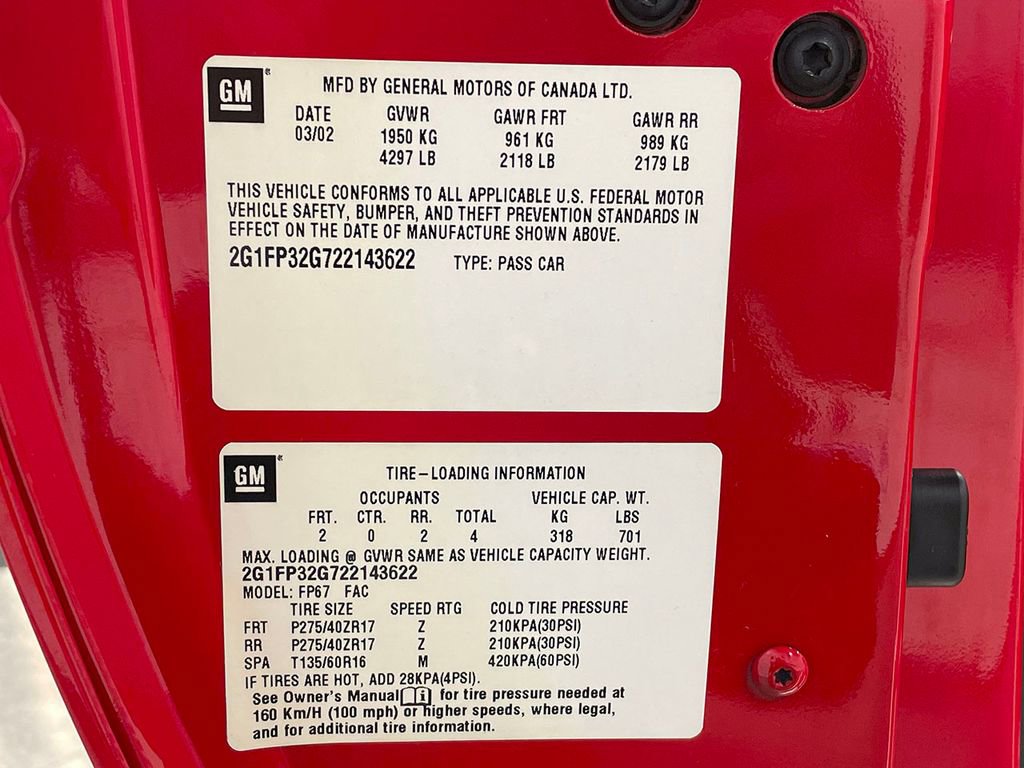 GM MFD BY GENERAL MOTORS OF CANADA LTD.
DATE GVWR GAWR FRT GAWR RR
03/02 1950 KG 961 KG 989 KG
4297 LB 2118 LB 2179 LB
THIS VEHICLE CONFORMS TO ALL APPLICABLE U.S. FEDERAL MOTOR
VEHICLE SAFETY, BUMPER, AND THEFT PREVENTION STANDARDS IN
EFFECT ON THE DATE OF MANUFACTURE SHOWN ABOVE.
2G1FP32G722143622 TYPE: PASS CAR
GM TIRE-LOADING INFORMATION
OCCUPANTS VEHICLE CAP. WT.
FRT. CTR. RR. TOTAL KG LBS
2 0 2 4 318 701
MAX. LOADING @ GVWR SAME AS VEHICLE CAPACITY WEIGHT.
2G1FP32G722143622
MODEL: FP67 FAC
TIRE SIZE SPEED RTG COLD TIRE PRESSURE
FRT P275/40ZR17 Z 210KPA(30PSI)
RR P275/40ZR17 Z 210KPA(30PSI)
SPA T135/60R16 M 420KPA(60PSI)
IF TIRES ARE HOT, ADD 28KPA(4PSI).
See Owner's Manual for tire pressure needed at
160 Km/H (100 mph) or higher speeds, where legal,
and for additional tire information.